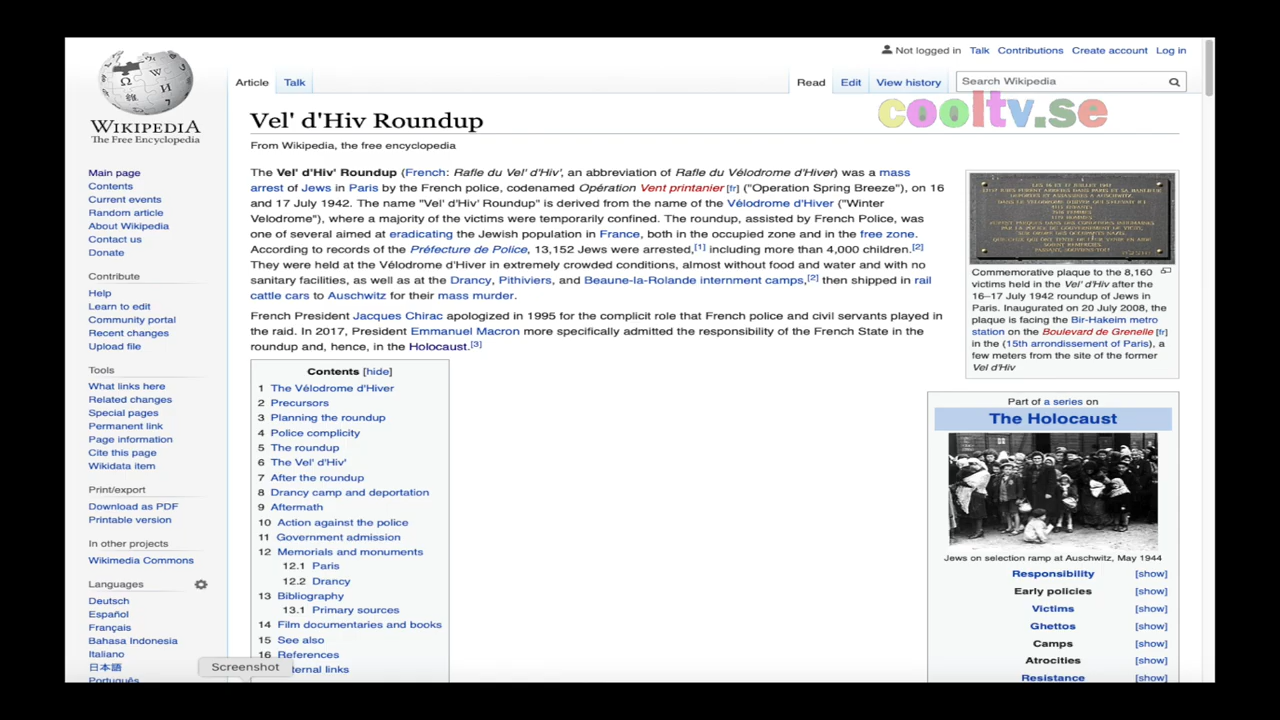 Not logged in Talk Contributions Create account Log in
Article Talk Read Edit View history Search Wikipedia
cooltv.se
WIKIPEDIA
The Free Encyclopedia
Main page
Contents
Current events
Random article
About Wikipedia
Contact us
Donate
Contribute
Help
Learn to edit
Community portal
Recent changes
Upload file
Tools
What links here
Related changes
Special pages
Permanent link
Page information
Cite this page
Wikidata item
Print/export
Download as PDF
Printable version
In other projects
Wikimedia Commons
Languages
Deutsch
Español
Français
Bahasa Indonesia
Italiano
日本語
Português
Screenshot
Vel' d'Hiv Roundup
From Wikipedia, the free encyclopedia
The Vel' d'Hiv' Roundup (French: Rafle du Vel' d'Hiv', an abbreviation of Rafle du Vélodrome d'Hiver) was a mass
arrest of Jews in Paris by the French police, codenamed Opération Vent printanier [fr] ("Operation Spring Breeze"), on 16
and 17 July 1942. The name "Vel' d'Hiv' Roundup" is derived from the name of the Vélodrome d'Hiver ("Winter
Velodrome"), where a majority of the victims were temporarily confined. The roundup, assisted by French Police, was
one of several aimed at eradicating the Jewish population in France, both in the occupied zone and in the free zone.
According to records of the Préfecture de Police, 13,152 Jews were arrested,[1] including more than 4,000 children.[2]
They were held at the Vélodrome d'Hiver in extremely crowded conditions, almost without food and water and with no
sanitary facilities, as well as at the Drancy, Pithiviers, and Beaune-la-Rolande internment camps,[2] then shipped in rail
cattle cars to Auschwitz for their mass murder.
French President Jacques Chirac apologized in 1995 for the complicit role that French police and civil servants played in
the raid. In 2017, President Emmanuel Macron more specifically admitted the responsibility of the French State in the
roundup and, hence, in the Holocaust.[3]
Contents [hide]
1 The Vélodrome d'Hiver
2 Precursors
3 Planning the roundup
4 Police complicity
5 The roundup
6 The Vel' d'Hiv'
7 After the roundup
8 Drancy camp and deportation
9 Aftermath
10 Action against the police
11 Government admission
12 Memorials and monuments
12.1 Paris
12.2 Drancy
13 Bibliography
13.1 Primary sources
14 Film documentaries and books
15 See also
16 References
ternal links
Commemorative plaque to the 8,160
victims held in the Vel' d'Hiv after the
16–17 July 1942 roundup of Jews in
Paris. Inaugurated on 20 July 2008, the
plaque is facing the Bir-Hakeim metro
station on the Boulevard de Grenelle [fr]
in the (15th arrondissement of Paris), a
few meters from the site of the former
Vel d'Hiv
Part of a series on
The Holocaust
Jews on selection ramp at Auschwitz, May 1944
Responsibility [show]
Early policies [show]
Victims [show]
Ghettos [show]
Camps [show]
Atrocities [show]
Resistance [show]